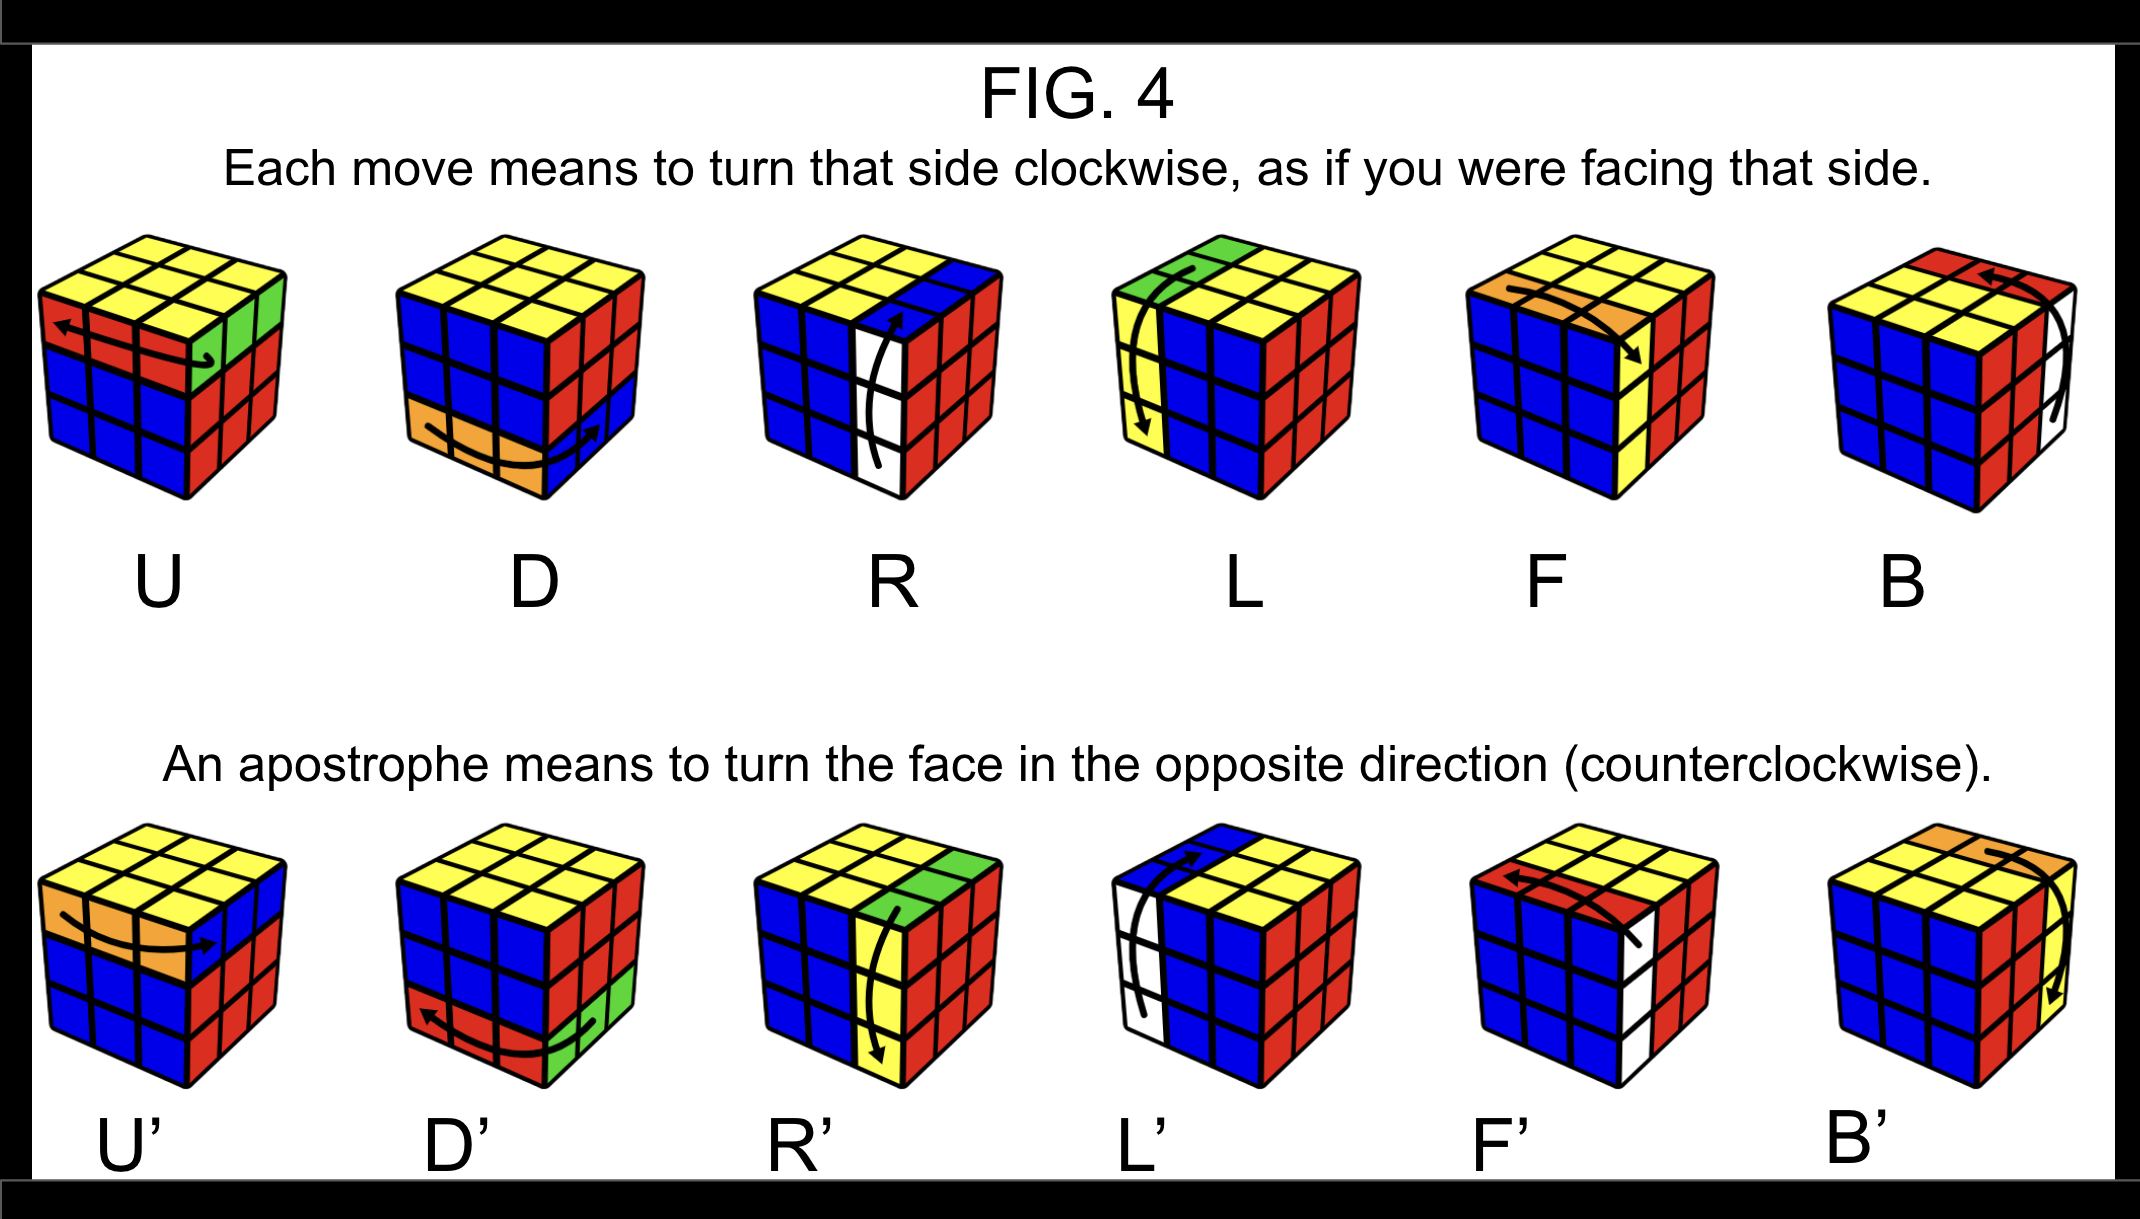 FIG. 4
Each move means to turn that side clockwise, as if you were facing that side.
U D R L F B
An apostrophe means to turn the face in the opposite direction (counterclockwise).
U’ D’ R’ L’ F’ B’